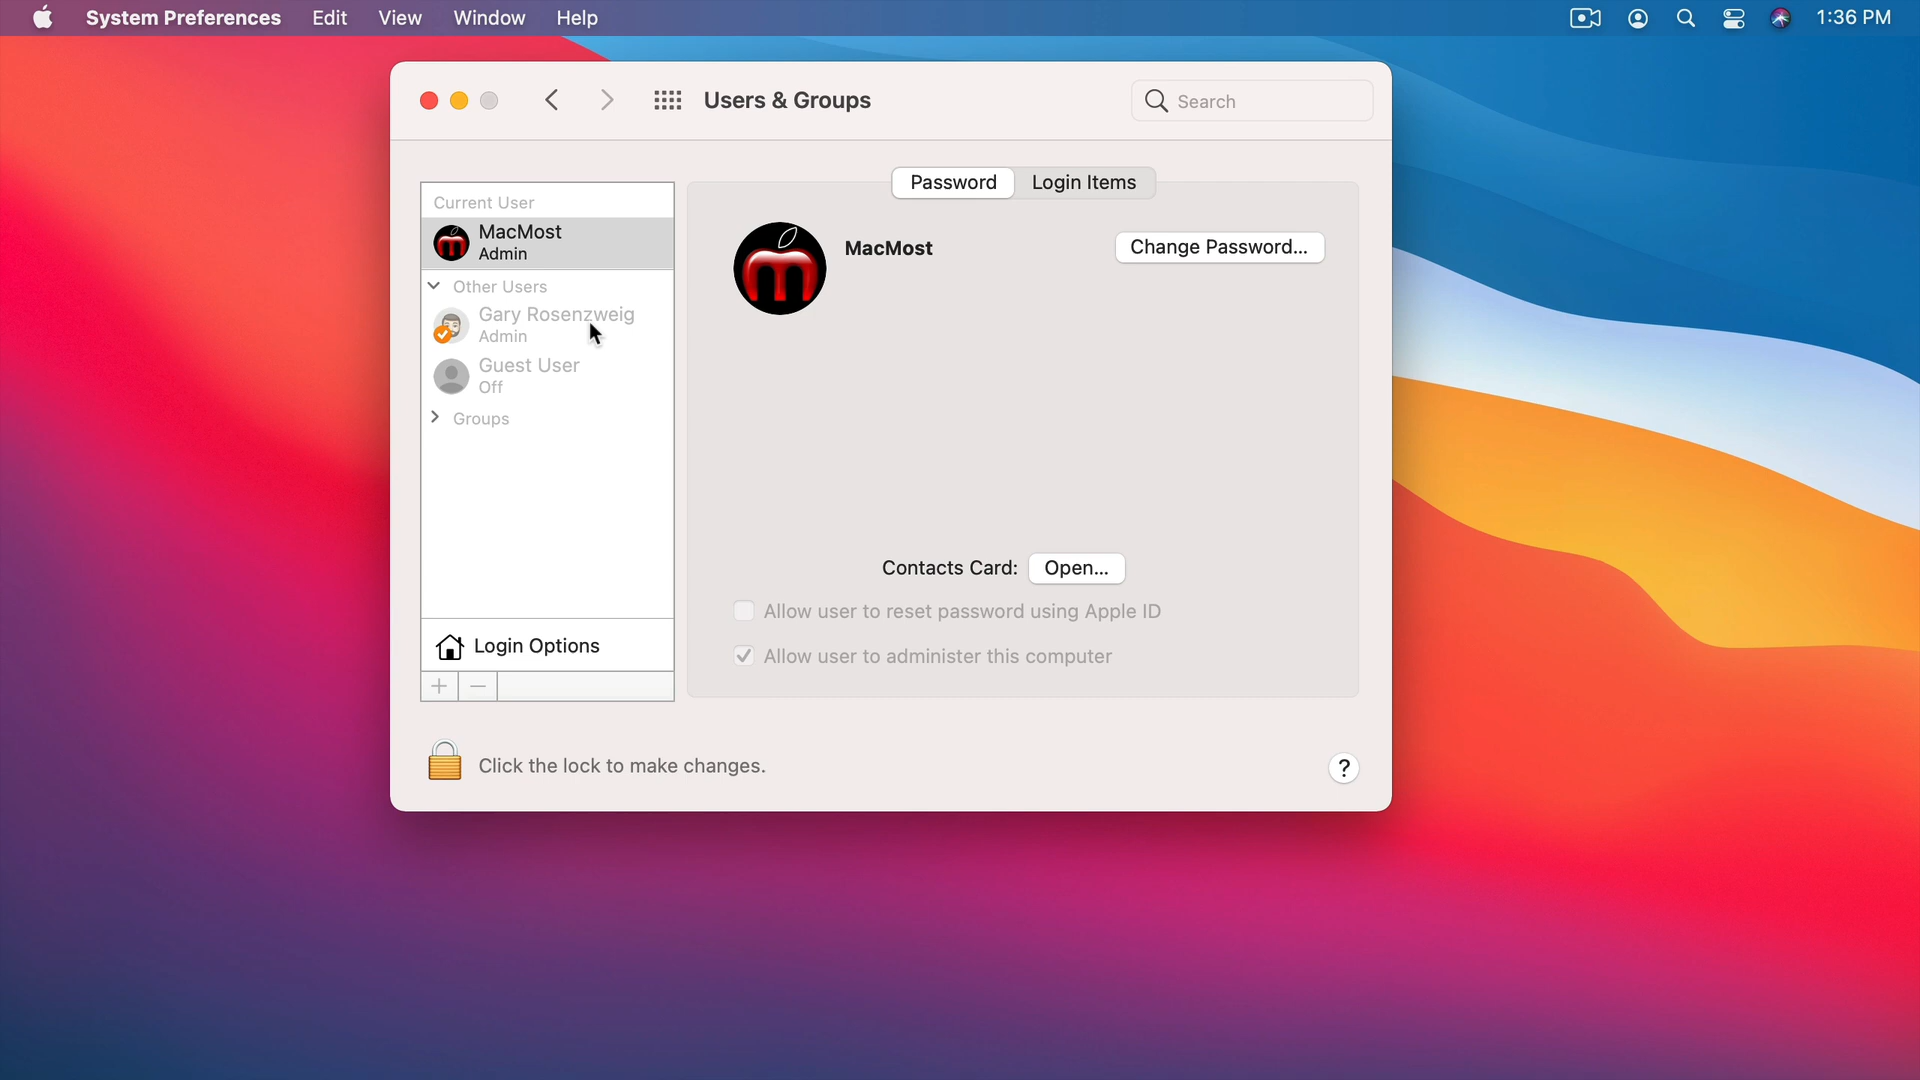 System Preferences Edit View Window Help 1:36 PM
Users & Groups
Search
Password Login Items
Current User
MacMost
Admin
Other Users
Gary Rosenzweig
Admin
Guest User
Off
Groups
Login Options
MacMost
Change Password...
Contacts Card: Open...
Allow user to reset password using Apple ID
Allow user to administer this computer
Click the lock to make changes.
?